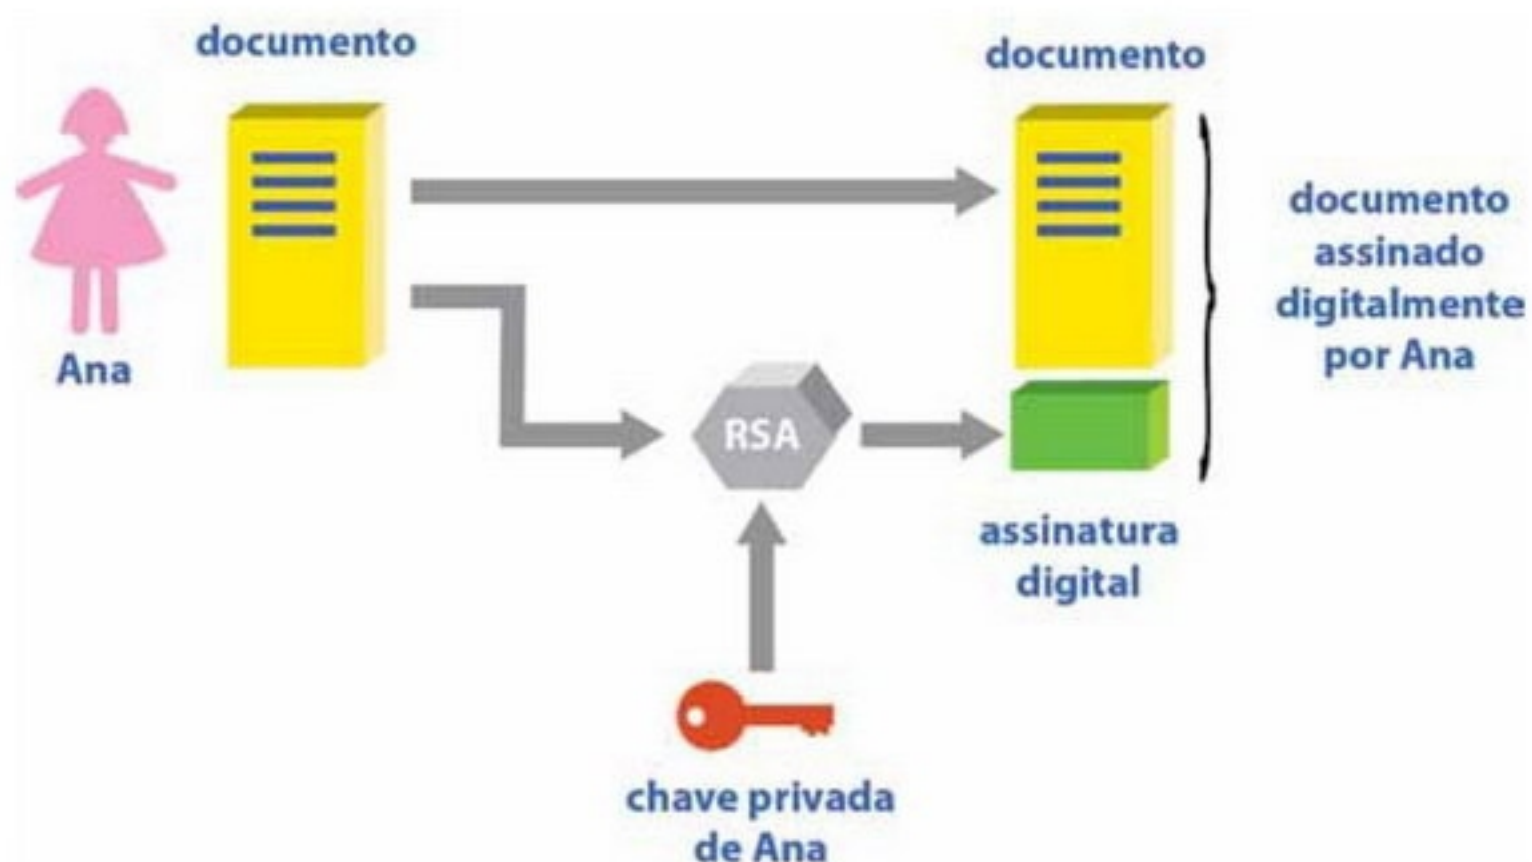 documento
documento
Ana
documento
assinado
digitalmente
por Ana
RSA
assinatura
digital
chave privada
de Ana